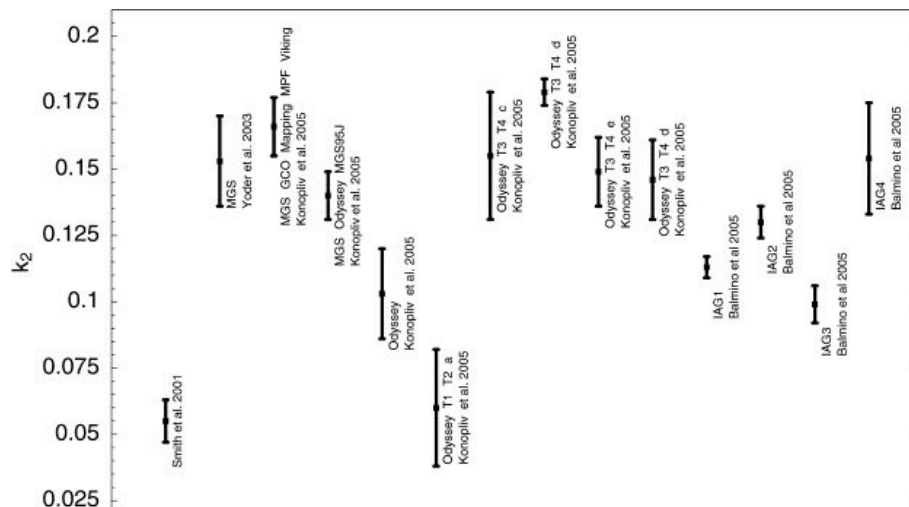 0.2
0.175
0.15
0.125
0.1
0.075
0.05
0.025
k2
Smith et al. 2001
MGS
Yoder et al. 2003
MGS GCO Mapping MPF Viking
Konopliv et al. 2005
MGS Odyssey MGS95J
Konopliv et al. 2005
Odyssey
Konopliv et al. 2005
Odyssey T1 T2 a
Konopliv et al. 2005
Odyssey T3 T4 c
Konopliv et al. 2005
Odyssey T3 T4 d
Konopliv et al. 2005
Odyssey T3 T4 e
Konopliv et al. 2005
Odyssey T3 T4 d
Konopliv et al. 2005
IAG1
Balmino et al 2005
IAG2
Balmino et al 2005
IAG3
Balmino et al 2005
IAG4
Balmino et al 2005